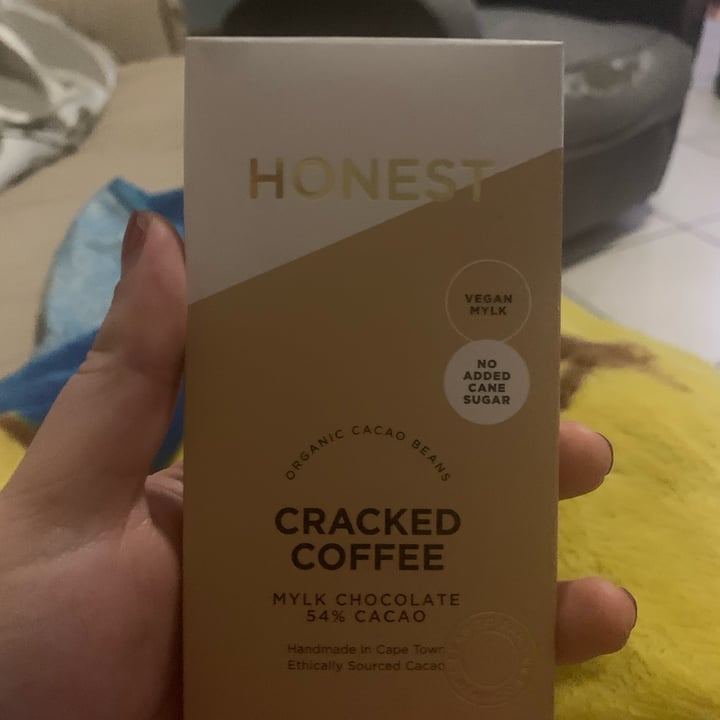 HONEST
VEGAN
MYLK
NO
ADDED
CANE
SUGAR
ORGANIC CACAO BEANS
CRACKED
COFFEE
MYLK CHOCOLATE
54% CACAO
Handmade in Cape Town
Ethically Sourced Cacao